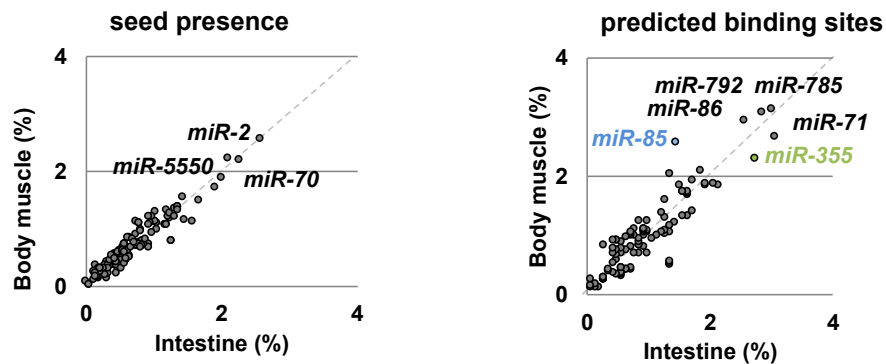 seed presence
4
2
0
Body muscle (%)
miR-2
miR-5550
miR-70
0
2
4
Intestine (%)
predicted binding sites
4
2
0
Body muscle (%)
miR-792
miR-785
miR-86
miR-71
miR-85
miR-355
0
2
4
Intestine (%)